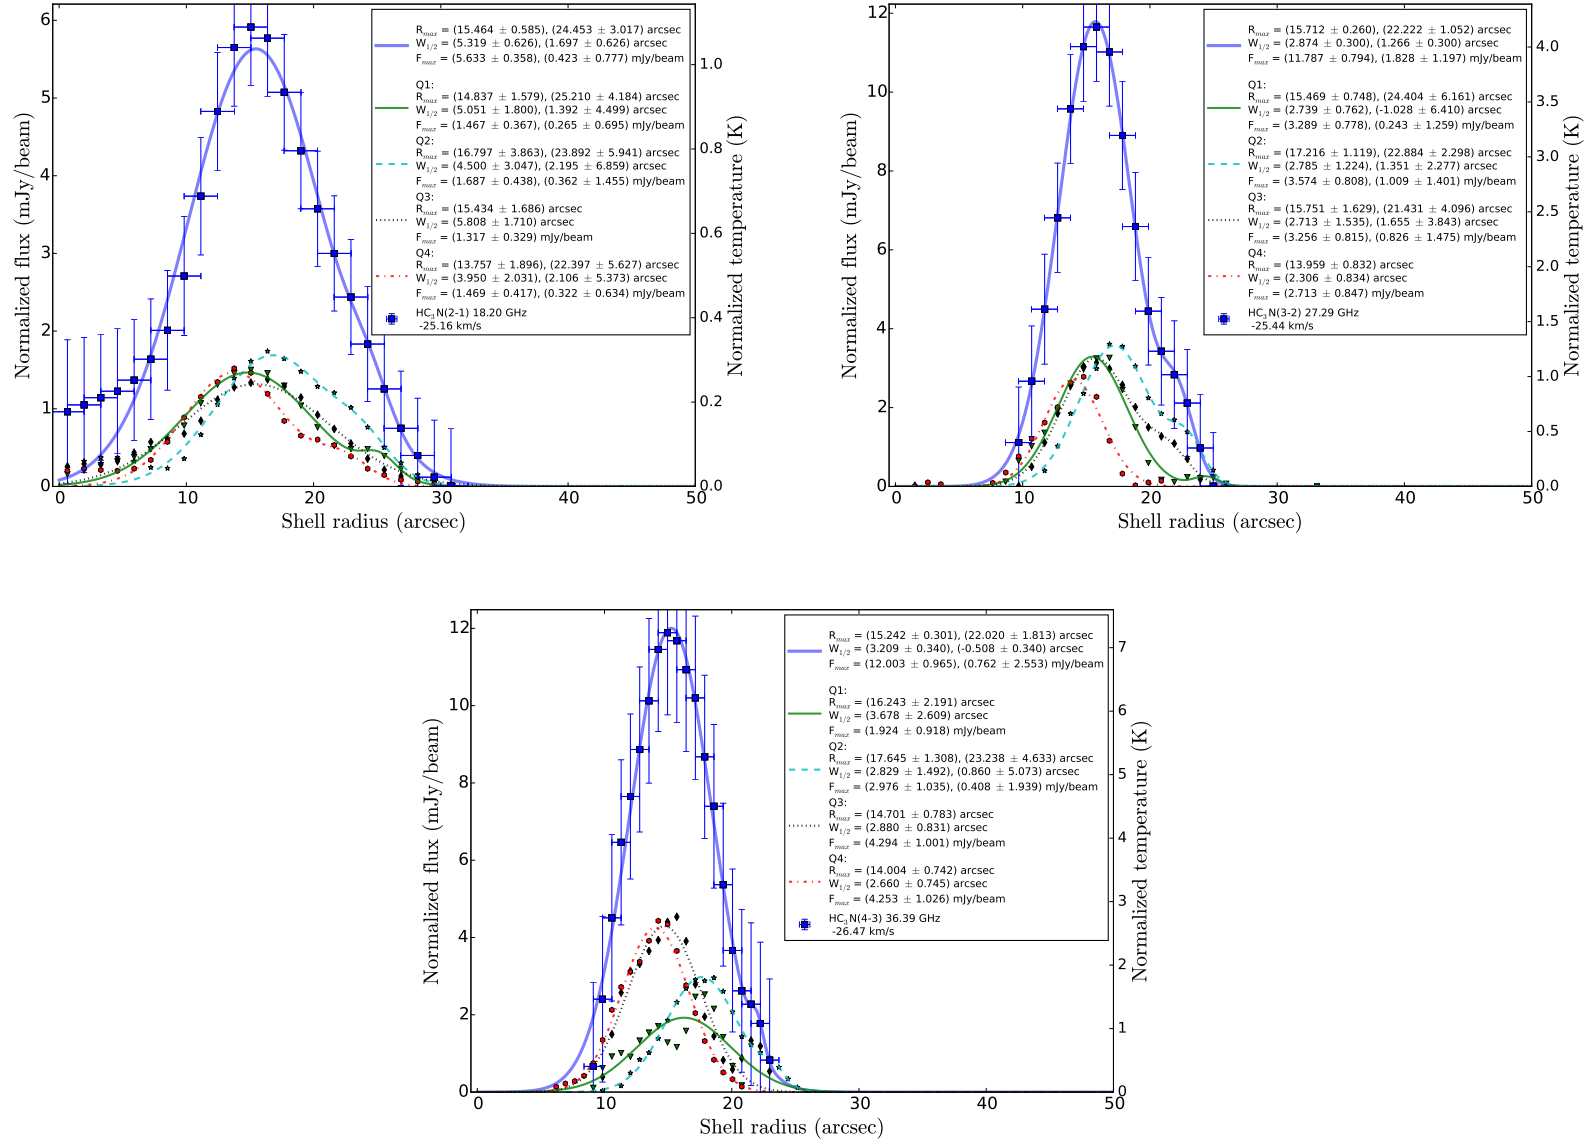 R_max = (15.464 ± 0.585), (24.453 ± 3.017) arcsec
W_1/2 = (5.319 ± 0.626), (1.697 ± 0.626) arcsec
F_max = (5.633 ± 0.358), (0.423 ± 0.777) mJy/beam
Q1:
R_max = (14.837 ± 1.579), (25.210 ± 4.184) arcsec
W_1/2 = (5.051 ± 1.800), (1.392 ± 4.499) arcsec
F_max = (1.467 ± 0.367), (0.265 ± 0.695) mJy/beam
Q2:
R_max = (16.797 ± 3.863), (23.892 ± 5.941) arcsec
W_1/2 = (4.500 ± 3.047), (2.195 ± 6.859) arcsec
F_max = (1.687 ± 0.438), (0.362 ± 1.455) mJy/beam
Q3:
R_max = (15.434 ± 1.686) arcsec
W_1/2 = (5.808 ± 1.710) arcsec
F_max = (1.317 ± 0.329) mJy/beam
Q4:
R_max = (13.757 ± 1.896), (22.397 ± 5.627) arcsec
W_1/2 = (3.950 ± 2.031), (2.106 ± 5.373) arcsec
F_max = (1.469 ± 0.417), (0.322 ± 0.634) mJy/beam
HC_3N(2-1) 18.20 GHz
-25.16 km/s
Normalized flux (mJy/beam)
0
1
2
3
4
5
6
Normalized temperature (K)
0.0
0.2
0.4
0.6
0.8
1.0
0 10 20 30 40 50
Shell radius (arcsec)
R_max = (15.712 ± 0.260), (22.222 ± 1.052) arcsec
W_1/2 = (2.874 ± 0.300), (1.266 ± 0.300) arcsec
F_max = (11.787 ± 0.794), (1.828 ± 1.197) mJy/beam
Q1:
R_max = (15.469 ± 0.748), (24.404 ± 6.161) arcsec
W_1/2 = (2.739 ± 0.762), (-1.028 ± 6.410) arcsec
F_max = (3.289 ± 0.778), (0.243 ± 1.259) mJy/beam
Q2:
R_max = (17.216 ± 1.119), (22.884 ± 2.298) arcsec
W_1/2 = (2.785 ± 1.224), (1.351 ± 2.277) arcsec
F_max = (3.574 ± 0.808), (1.009 ± 1.401) mJy/beam
Q3:
R_max = (15.751 ± 1.629), (21.431 ± 4.096) arcsec
W_1/2 = (2.713 ± 1.535), (1.655 ± 3.843) arcsec
F_max = (3.256 ± 0.815), (0.826 ± 1.475) mJy/beam
Q4:
R_max = (13.959 ± 0.832) arcsec
W_1/2 = (2.306 ± 0.834) arcsec
F_max = (2.713 ± 0.847) mJy/beam
HC_3N(3-2) 27.29 GHz
-25.44 km/s
Normalized flux (mJy/beam)
0
2
4
6
8
10
12
Normalized temperature (K)
0.0
0.5
1.0
1.5
2.0
2.5
3.0
3.5
4.0
0 10 20 30 40 50
Shell radius (arcsec)
R_max = (15.242 ± 0.301), (22.020 ± 1.813) arcsec
W_1/2 = (3.209 ± 0.340), (-0.508 ± 0.340) arcsec
F_max = (12.003 ± 0.965), (0.762 ± 2.553) mJy/beam
Q1:
R_max = (16.243 ± 2.191) arcsec
W_1/2 = (3.678 ± 2.609) arcsec
F_max = (1.924 ± 0.918) mJy/beam
Q2:
R_max = (17.645 ± 1.308), (23.238 ± 4.633) arcsec
W_1/2 = (2.829 ± 1.492), (0.860 ± 5.073) arcsec
F_max = (2.976 ± 1.035), (0.408 ± 1.939) mJy/beam
Q3:
R_max = (14.701 ± 0.783) arcsec
W_1/2 = (2.880 ± 0.831) arcsec
F_max = (4.294 ± 1.001) mJy/beam
Q4:
R_max = (14.004 ± 0.742) arcsec
W_1/2 = (2.660 ± 0.745) arcsec
F_max = (4.253 ± 1.026) mJy/beam
HC_3N(4-3) 36.39 GHz
-26.47 km/s
Normalized flux (mJy/beam)
0
2
4
6
8
10
12
Normalized temperature (K)
0
1
2
3
4
5
6
7
0 10 20 30 40 50
Shell radius (arcsec)